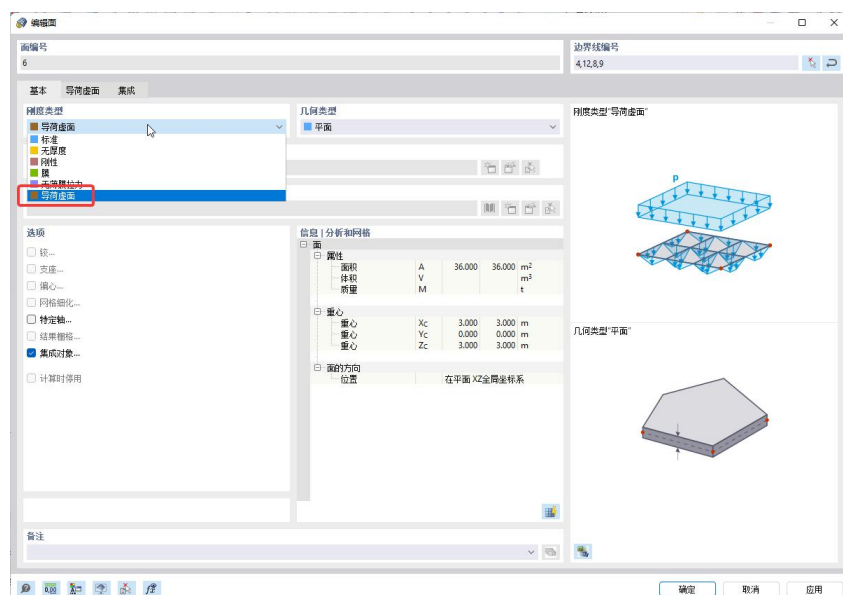 编辑面
面编号
6
边界线编号
4,12,8,9
基本 导荷虚面 集成
刚度类型
导荷虚面
标准
无厚度
刚性
膜
无薄膜拉力
导荷虚面
几何类型
平面
选项
铰...
支座...
偏心...
网格细化...
特定轴...
结果栅格...
集成对象...
计算时停用
信息 | 分析和网格
面
属性
面积 A 36.000 36.000 m²
体积 V m³
质量 M t
重心
重心 Xc 3.000 3.000 m
重心 Yc 0.000 0.000 m
重心 Zc 3.000 3.000 m
面的方向
位置 在平面 XZ全局坐标系
备注
刚度类型"导荷虚面"
p
几何类型"平面"
0,00
确定 取消 应用